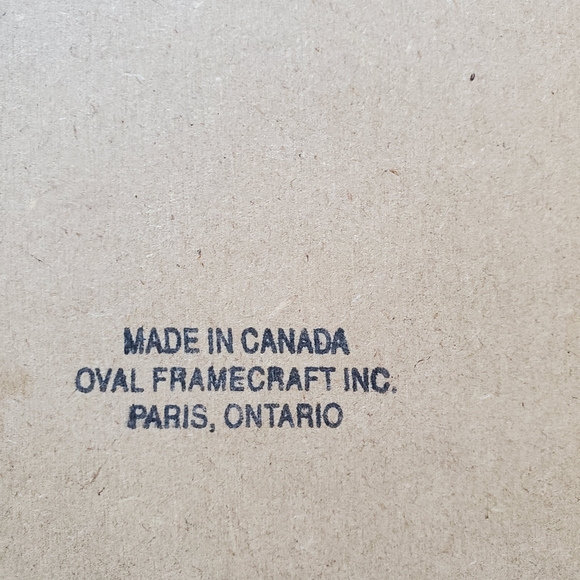 MADE IN CANADA
OVAL FRAMECRAFT INC.
PARIS, ONTARIO